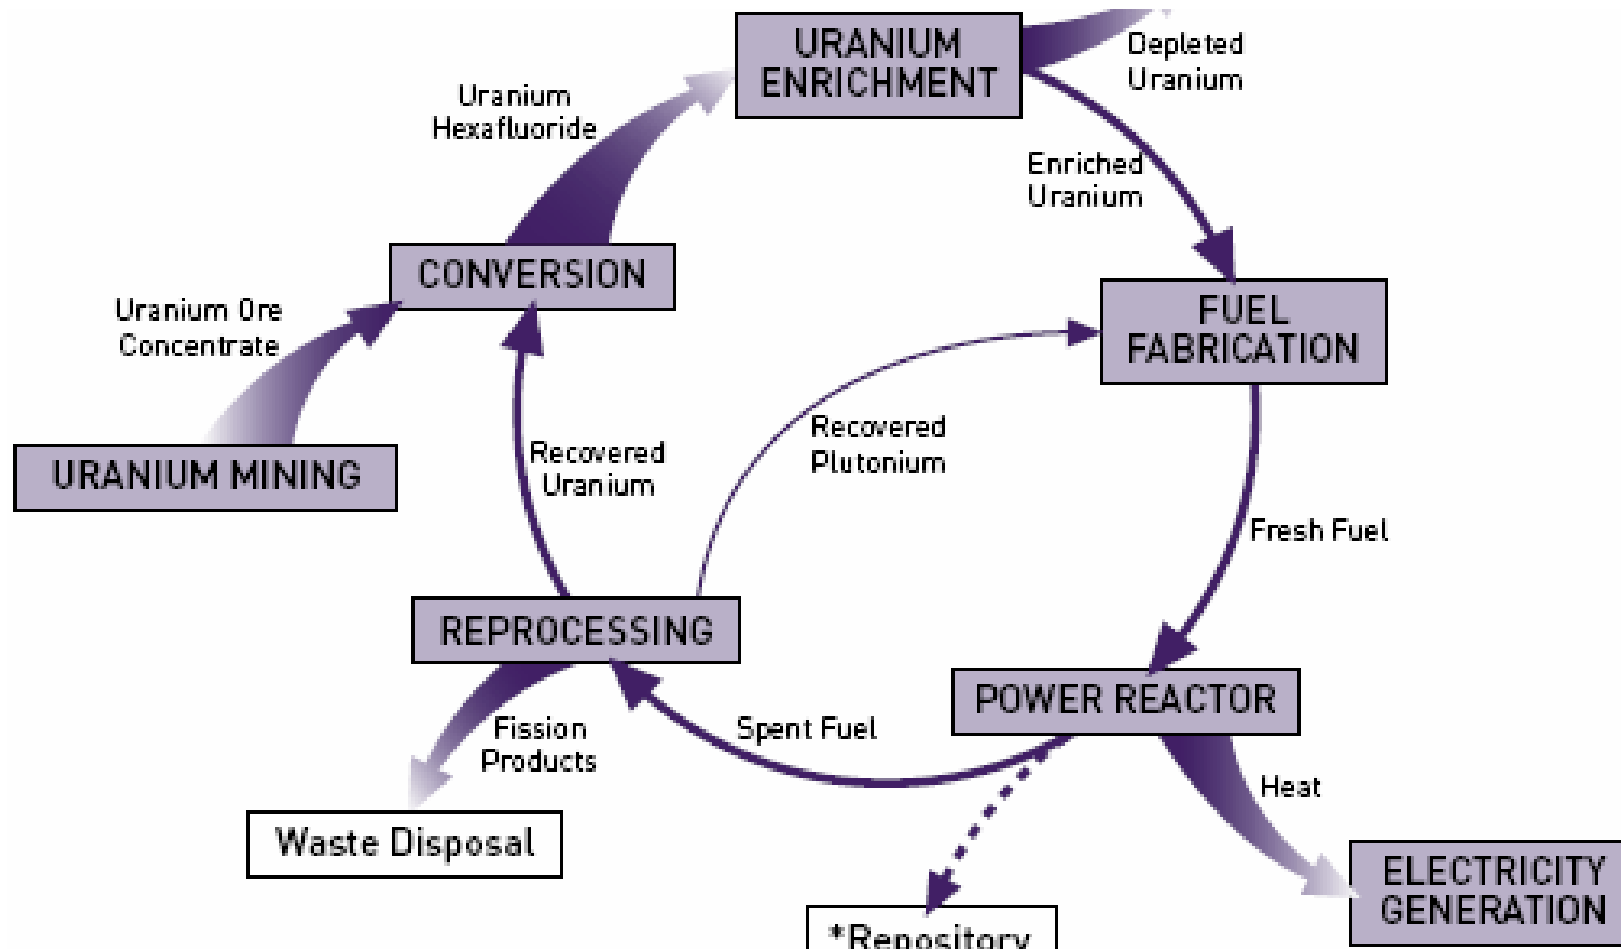 URANIUM
ENRICHMENT
Depleted
Uranium
Uranium
Hexafluoride
Enriched
Uranium
CONVERSION
FUEL
FABRICATION
Uranium Ore
Concentrate
Recovered
Plutonium
Recovered
Uranium
URANIUM MINING
Fresh Fuel
REPROCESSING
POWER REACTOR
Fission
Products
Spent Fuel
Heat
Waste Disposal
ELECTRICITY
GENERATION
*Repository